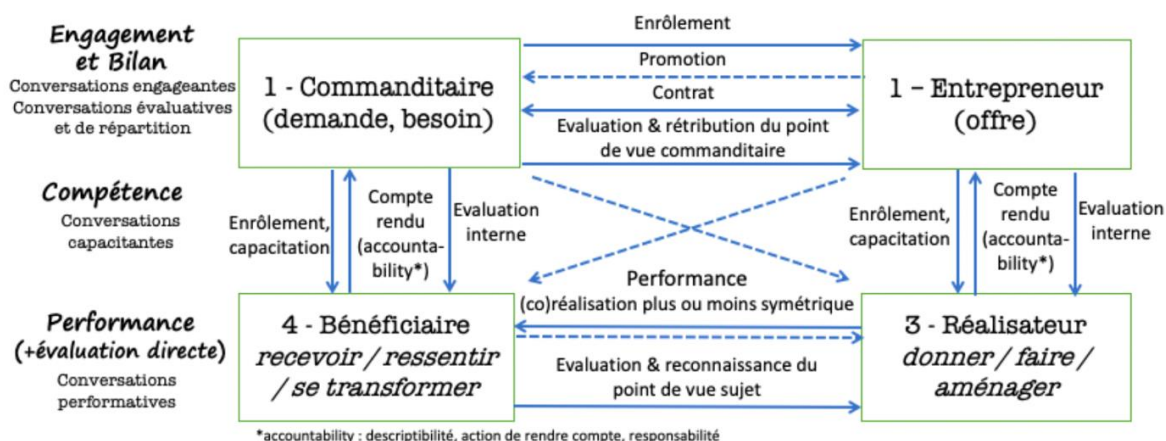 Engagement
et Bilan
Conversations engageantes
Conversations évaluatives
et de répartition
1 - Commanditaire
(demande, besoin)
Enrôlement
Promotion
Contrat
Evaluation & rétribution du point
de vue commanditaire
1 – Entrepreneur
(offre)
Compétence
Conversations
capacitantes
Enrôlement,
capacitation
Compte
rendu
(accounta-
bility*)
Evaluation
interne
Enrôlement,
capacitation
Compte
rendu
(accounta-
bility*)
Evaluation
interne
Performance
(+évaluation directe)
Conversations
performatives
4 - Bénéficiaire
recevoir / ressentir
/ se transformer
Performance
(co)réalisation plus ou moins symétrique
Evaluation & reconnaissance du
point de vue sujet
3 - Réalisateur
donner / faire /
aménager
*accountability : descriptibilité, action de rendre compte, responsabilité